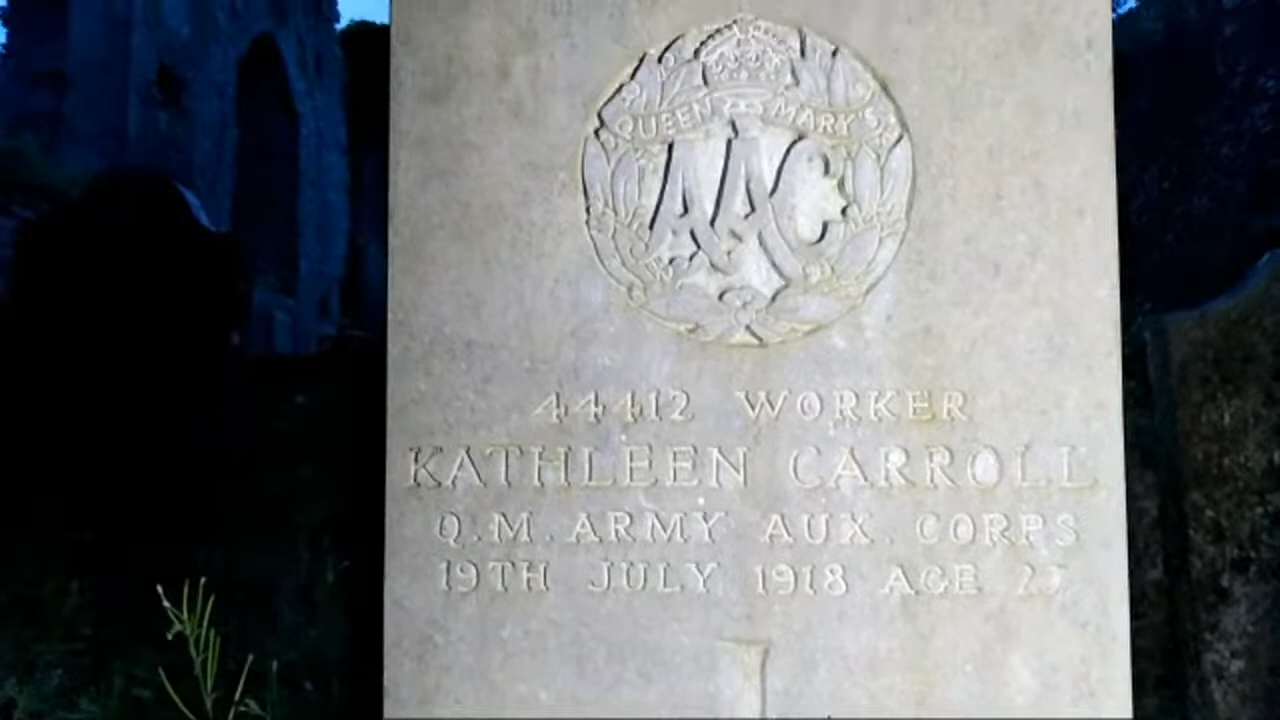 QUEEN MARY'S
AAC
44412 WORKER
KATHLEEN CARROLL
Q.M. ARMY AUX. CORPS
19TH JULY 1918 AGE